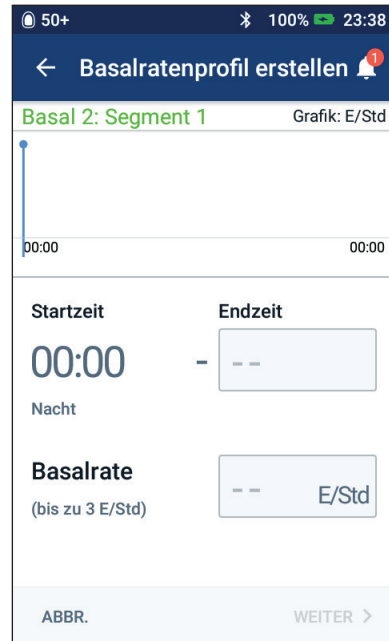 50+ 100% 23:38
Basalratenprofil erstellen 1
Basal 2: Segment 1 Grafik: E/Std
00:00 00:00
Startzeit Endzeit
00:00 - --
Nacht
Basalrate -- E/Std
(bis zu 3 E/Std)
ABBR. WEITER >